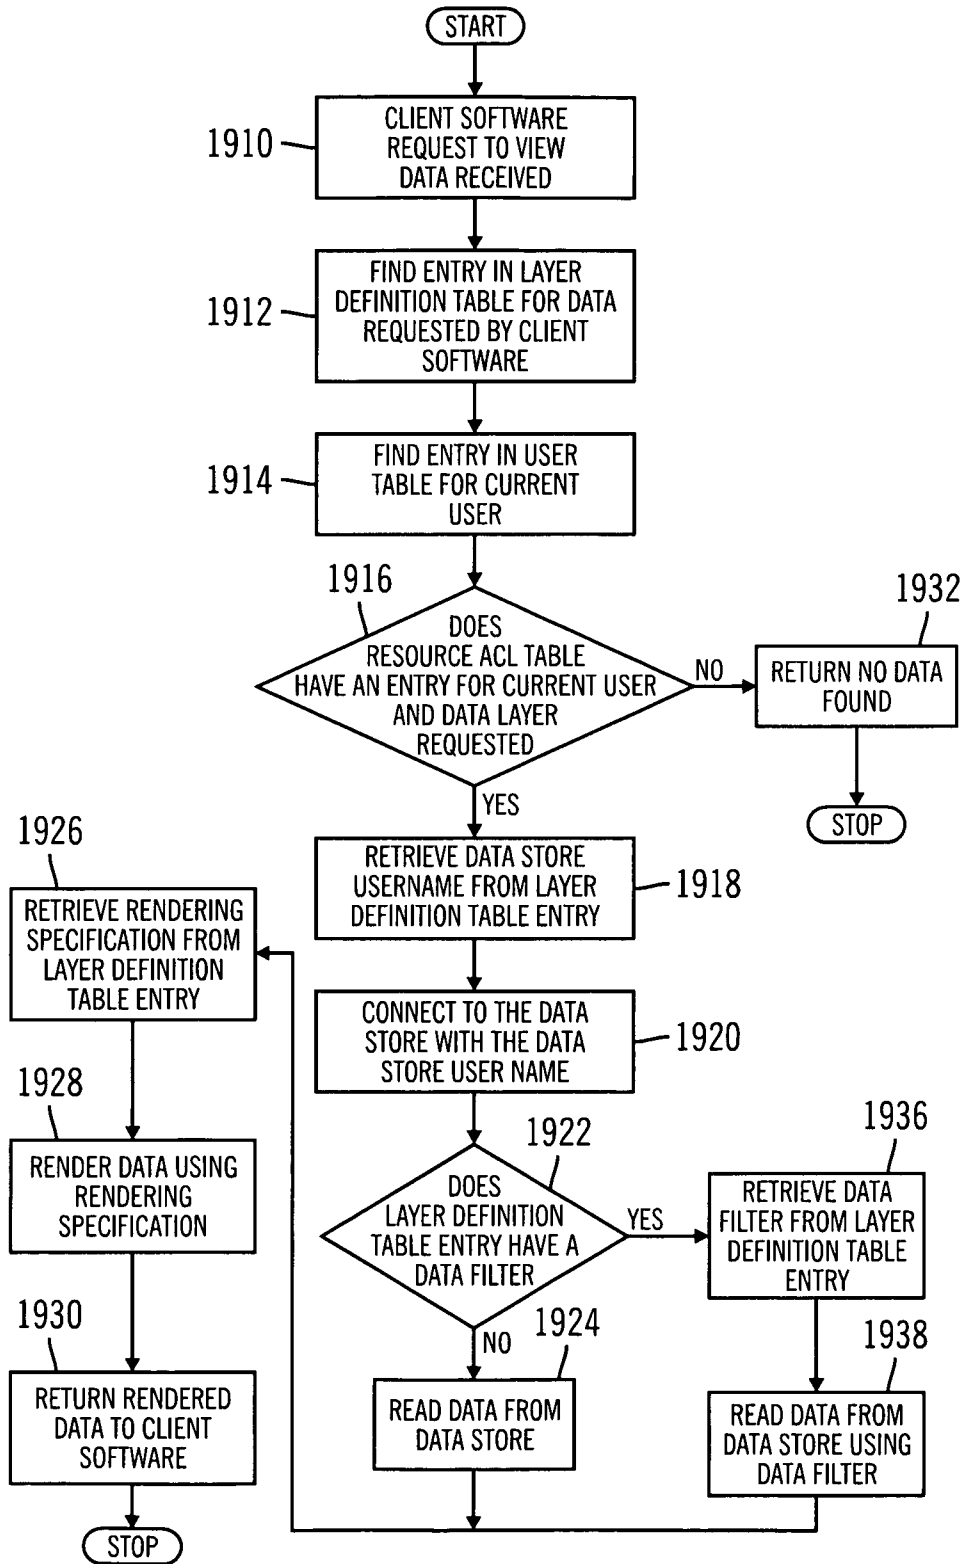 START
1910
CLIENT SOFTWARE
REQUEST TO VIEW
DATA RECEIVED
1912
FIND ENTRY IN LAYER
DEFINITION TABLE FOR DATA
REQUESTED BY CLIENT
SOFTWARE
1914
FIND ENTRY IN USER
TABLE FOR CURRENT
USER
1916
DOES
RESOURCE ACL TABLE
HAVE AN ENTRY FOR CURRENT USER
AND DATA LAYER
REQUESTED
NO
1932
RETURN NO DATA
FOUND
STOP
YES
RETRIEVE DATA STORE
USERNAME FROM LAYER
DEFINITION TABLE ENTRY
1918
CONNECT TO THE DATA
STORE WITH THE DATA
STORE USER NAME
1920
1922
DOES
LAYER DEFINITION
TABLE ENTRY HAVE A
DATA FILTER
YES
1936
RETRIEVE DATA
FILTER FROM LAYER
DEFINITION TABLE
ENTRY
1938
READ DATA FROM
DATA STORE USING
DATA FILTER
NO
1924
READ DATA FROM
DATA STORE
1926
RETRIEVE RENDERING
SPECIFICATION FROM
LAYER DEFINITION
TABLE ENTRY
1928
RENDER DATA USING
RENDERING
SPECIFICATION
1930
RETURN RENDERED
DATA TO CLIENT
SOFTWARE
STOP